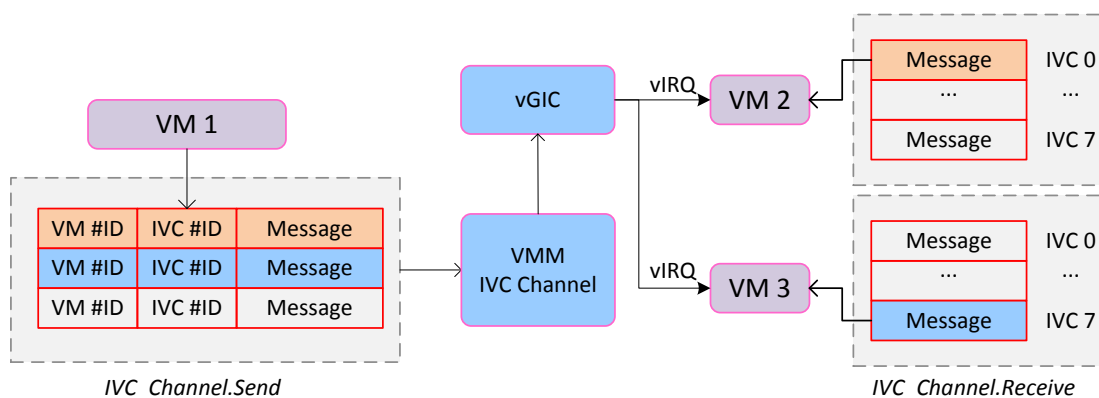 VM 1
VM #ID IVC #ID Message
VM #ID IVC #ID Message
VM #ID IVC #ID Message
IVC Channel.Send
VMM
IVC Channel
vGIC
vIRQ
VM 2
vIRQ
VM 3
Message IVC 0
... ...
Message IVC 7
Message IVC 0
... ...
Message IVC 7
IVC Channel.Receive